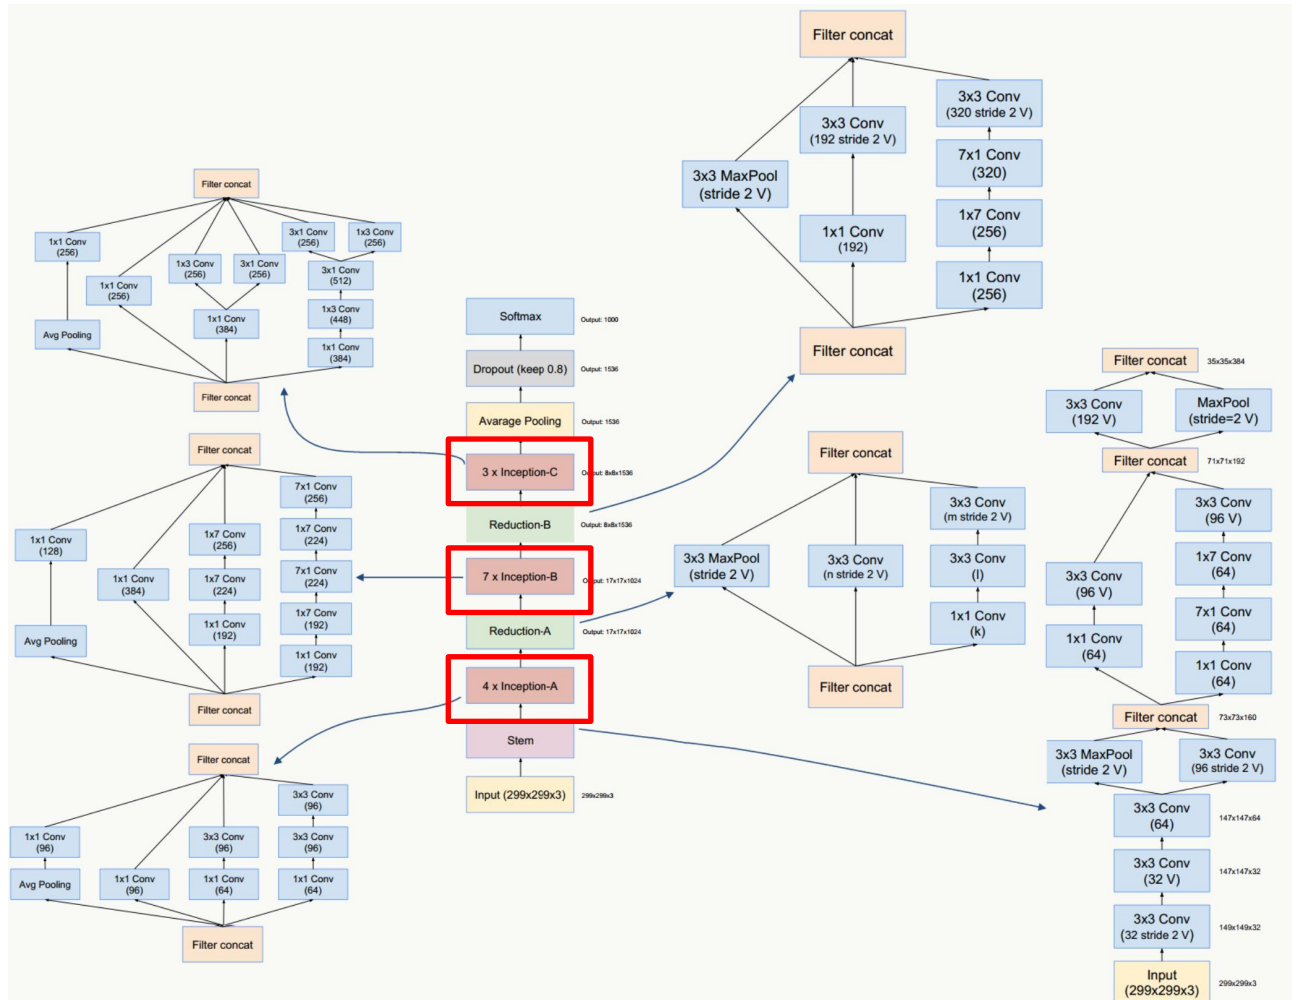 Filter concat
1x1 Conv
(256)
Avg Pooling
1x1 Conv
(256)
1x3 Conv
(256)
3x1 Conv
(256)
1x1 Conv
(384)
3x1 Conv
(256)
1x3 Conv
(256)
3x1 Conv
(512)
1x3 Conv
(448)
1x1 Conv
(384)
Filter concat
Filter concat
1x1 Conv
(128)
Avg Pooling
1x1 Conv
(384)
1x7 Conv
(256)
1x7 Conv
(224)
1x1 Conv
(192)
7x1 Conv
(256)
1x7 Conv
(224)
7x1 Conv
(224)
1x7 Conv
(192)
1x1 Conv
(192)
Filter concat
Filter concat
1x1 Conv
(96)
Avg Pooling
1x1 Conv
(96)
3x3 Conv
(96)
1x1 Conv
(64)
3x3 Conv
(96)
3x3 Conv
(96)
1x1 Conv
(64)
Filter concat
Softmax
Output: 1000
Dropout (keep 0.8)
Output: 1536
Avarage Pooling
Output: 1536
3 x Inception-C
Output: 8x8x1536
Reduction-B
Output: 8x8x1536
7 x Inception-B
Output: 17x17x1024
Reduction-A
Output: 17x17x1024
4 x Inception-A
Stem
Input (299x299x3)
299x299x3
Filter concat
3x3 MaxPool
(stride 2 V)
3x3 Conv
(192 stride 2 V)
1x1 Conv
(192)
3x3 Conv
(320 stride 2 V)
7x1 Conv
(320)
1x7 Conv
(256)
1x1 Conv
(256)
Filter concat
Filter concat
3x3 MaxPool
(stride 2 V)
3x3 Conv
(n stride 2 V)
3x3 Conv
(m stride 2 V)
3x3 Conv
(l)
1x1 Conv
(k)
Filter concat
Filter concat
35x35x384
3x3 Conv
(192 V)
MaxPool
(stride=2 V)
Filter concat
71x71x192
3x3 Conv
(96 V)
1x1 Conv
(64)
3x3 Conv
(96 V)
1x7 Conv
(64)
7x1 Conv
(64)
1x1 Conv
(64)
Filter concat
73x73x160
3x3 MaxPool
(stride 2 V)
3x3 Conv
(96 stride 2 V)
3x3 Conv
(64)
147x147x64
3x3 Conv
(32 V)
147x147x32
3x3 Conv
(32 stride 2 V)
149x149x32
Input
(299x299x3)
299x299x3